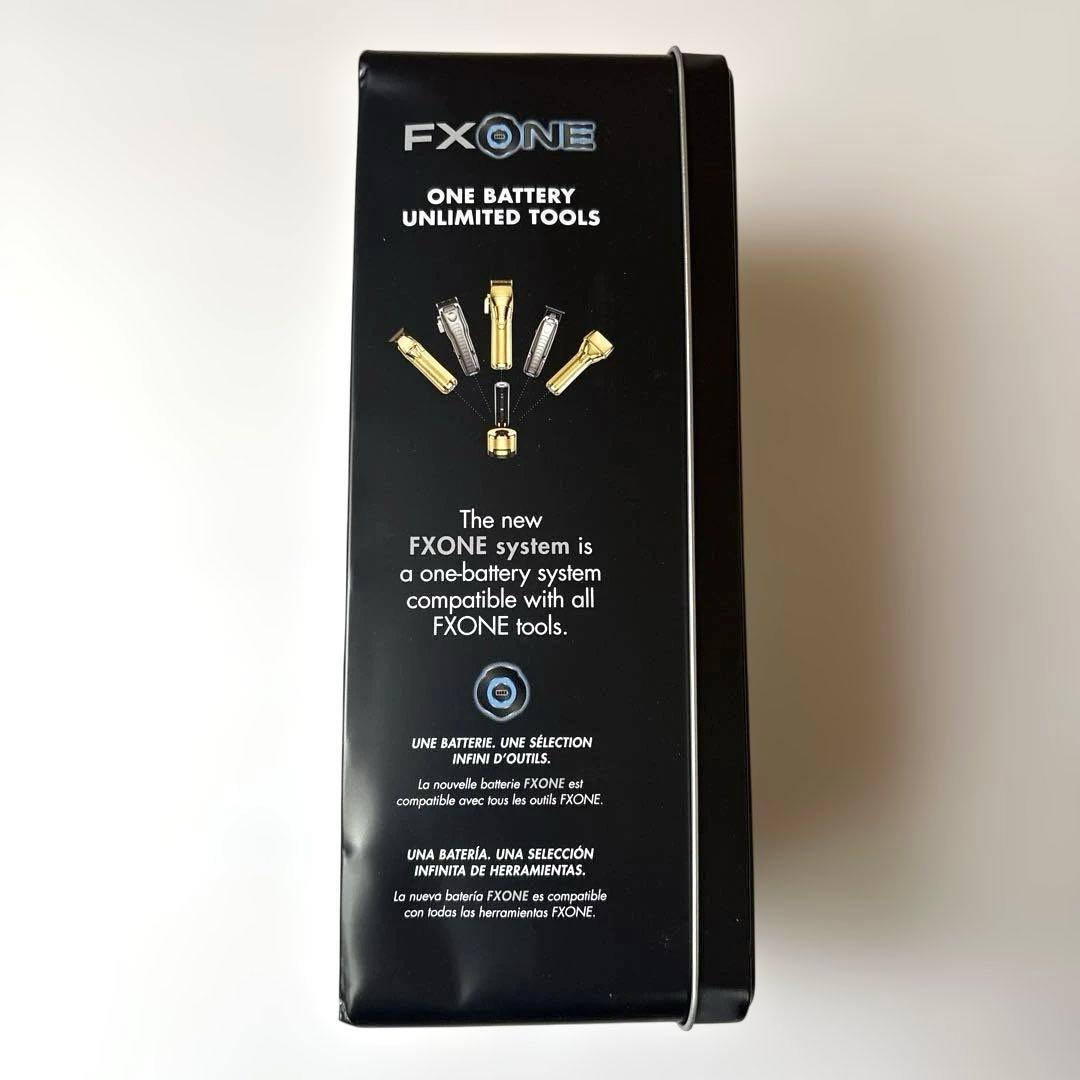 FXONE
ONE BATTERY
UNLIMITED TOOLS
The new
FXONE system is
a one-battery system
compatible with all
FXONE tools.
UNE BATTERIE. UNE SÉLECTION
INFINI D'OUTILS.
La nouvelle batterie FXONE est
compatible avec tous les outils FXONE.
UNA BATERÍA. UNA SELECCIÓN
INFINITA DE HERRAMIENTAS.
La nueva batería FXONE es compatible
con todas las herramientas FXONE.